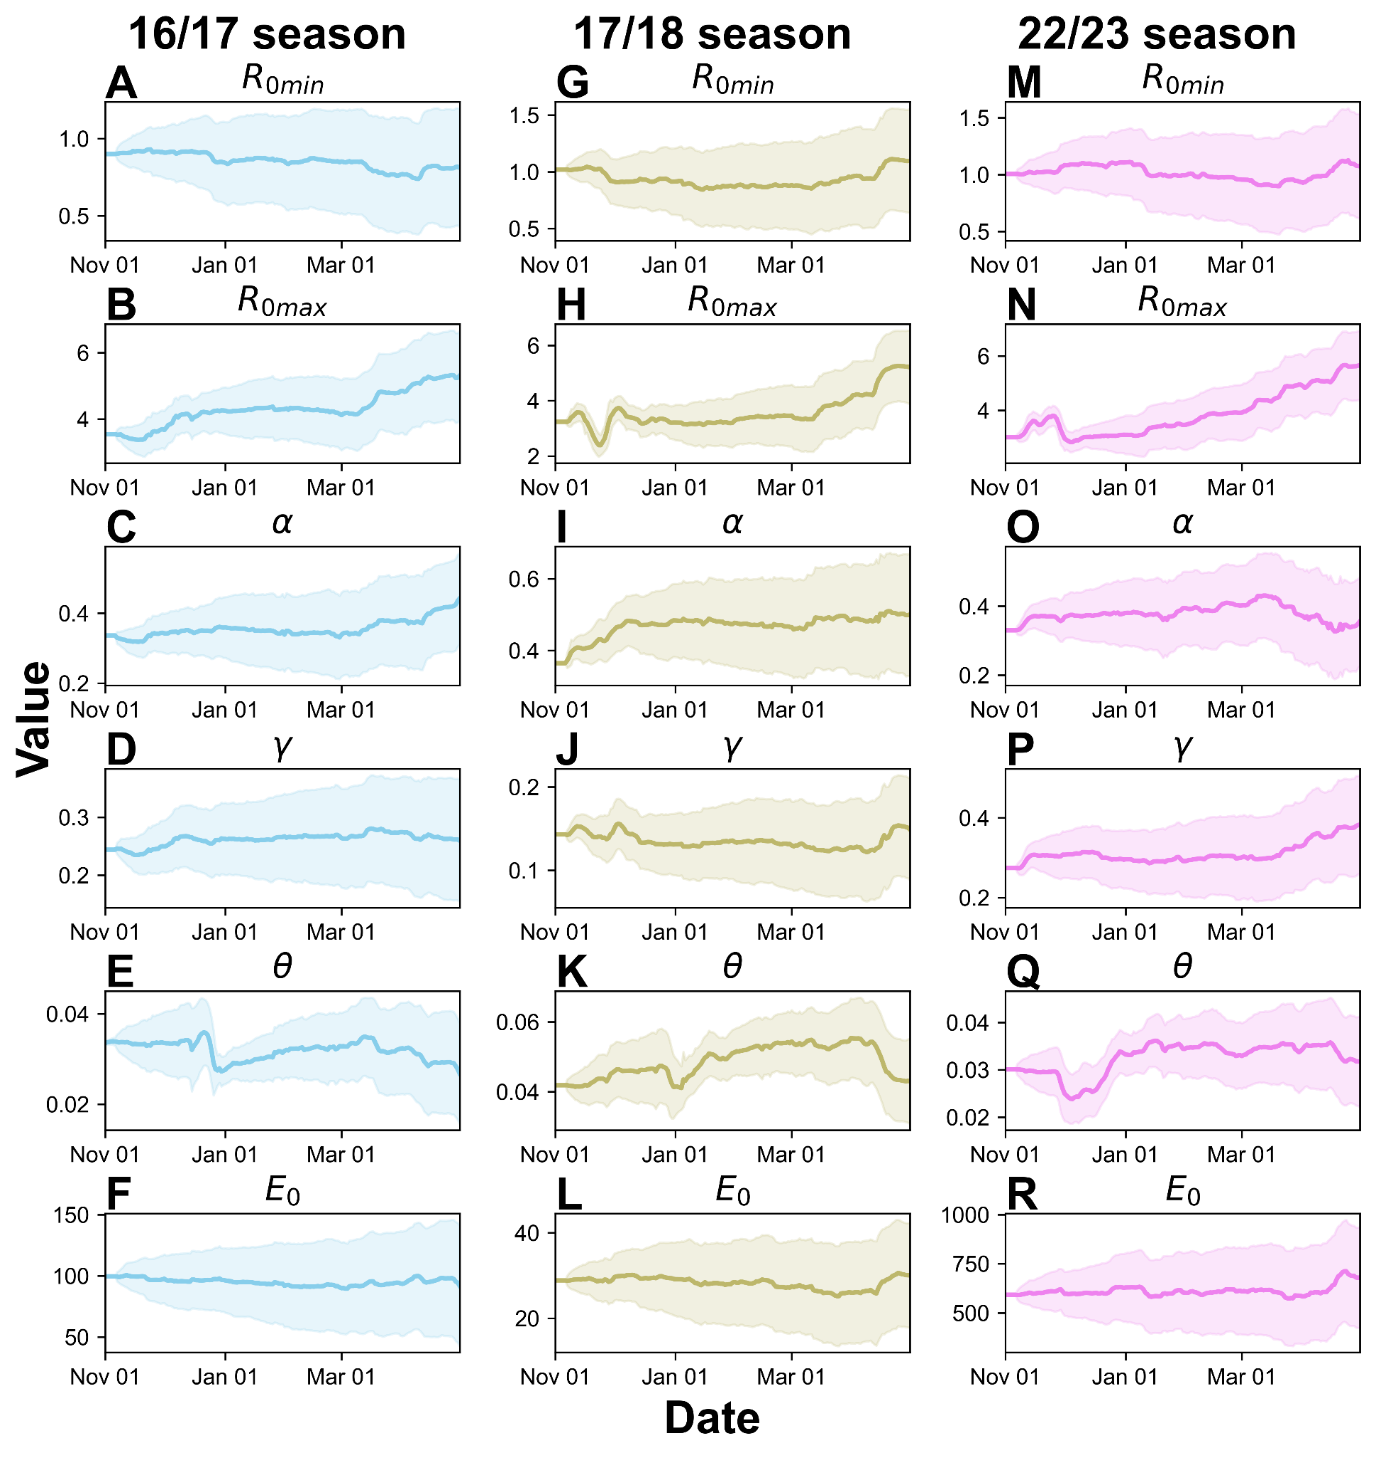 16/17 season 17/18 season 22/23 season
A R0min G R0min M R0min
1.0 1.5 1.5
0.5 1.0 1.0
0.5 0.5
Nov 01 Jan 01 Mar 01 Nov 01 Jan 01 Mar 01 Nov 01 Jan 01 Mar 01
B R0max H R0max N R0max
6 6 6
4 4 4
2
Nov 01 Jan 01 Mar 01 Nov 01 Jan 01 Mar 01 Nov 01 Jan 01 Mar 01
C α I α O α
0.4 0.6 0.4
0.2 0.4 0.2
Nov 01 Jan 01 Mar 01 Nov 01 Jan 01 Mar 01 Nov 01 Jan 01 Mar 01
Value
D γ J γ P γ
0.3 0.2 0.4
0.2 0.1 0.2
Nov 01 Jan 01 Mar 01 Nov 01 Jan 01 Mar 01 Nov 01 Jan 01 Mar 01
E θ K θ Q θ
0.04 0.06 0.04
0.02 0.04 0.03
0.02
Nov 01 Jan 01 Mar 01 Nov 01 Jan 01 Mar 01 Nov 01 Jan 01 Mar 01
F E0 L E0 R E0
150 40 1000
100 20 750
50 500
Nov 01 Jan 01 Mar 01 Nov 01 Jan 01 Mar 01 Nov 01 Jan 01 Mar 01
Date